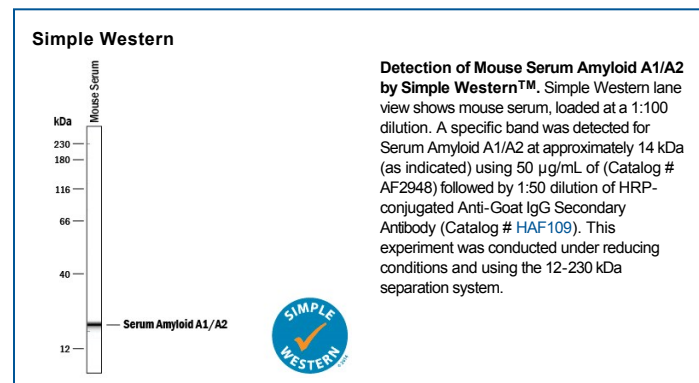 Simple Western
Mouse Serum
kDa
230
180
116
66
40
Serum Amyloid A1/A2
12
SIMPLE
WESTERN
Detection of Mouse Serum Amyloid A1/A2
by Simple Western™. Simple Western lane
view shows mouse serum, loaded at a 1:100
dilution. A specific band was detected for
Serum Amyloid A1/A2 at approximately 14 kDa
(as indicated) using 50 µg/mL of (Catalog #
AF2948) followed by 1:50 dilution of HRP-
conjugated Anti-Goat IgG Secondary
Antibody (Catalog # HAF109). This
experiment was conducted under reducing
conditions and using the 12-230 kDa
separation system.